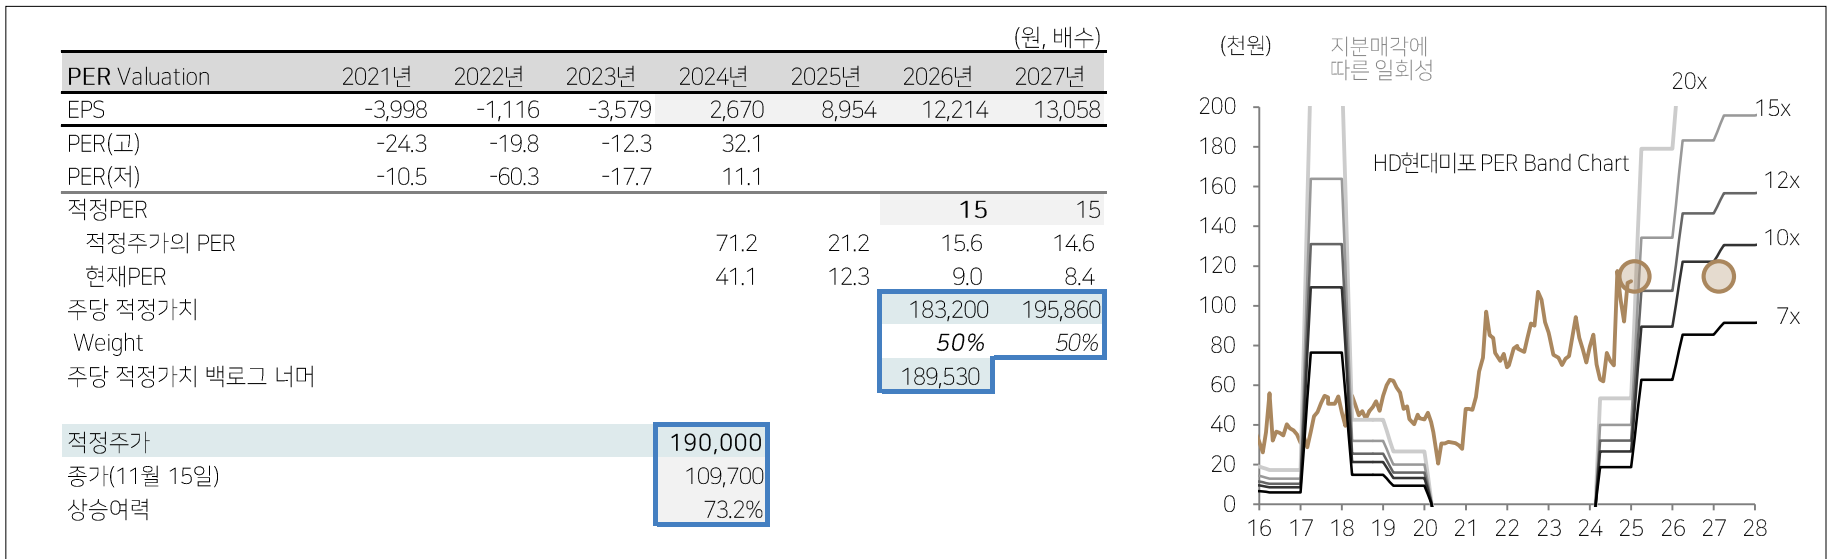 (원, 배수)
PER Valuation 2021년 2022년 2023년 2024년 2025년 2026년 2027년
EPS -3,998 -1,116 -3,579 2,670 8,954 12,214 13,058
PER(고) -24.3 -19.8 -12.3 32.1
PER(저) -10.5 -60.3 -17.7 11.1
적정PER 15 15
적정주가의 PER 71.2 21.2 15.6 14.6
현재PER 41.1 12.3 9.0 8.4
주당 적정가치 183,200 195,860
Weight 50% 50%
주당 적정가치 백로그 너머 189,530
적정주가 190,000
종가(11월 15일) 109,700
상승여력 73.2%
(천원)
지분매각에
따른 일회성
HD현대미포 PER Band Chart
20x
15x
12x
10x
7x
200
180
160
140
120
100
80
60
40
20
0
16 17 18 19 20 21 22 23 24 25 26 27 28